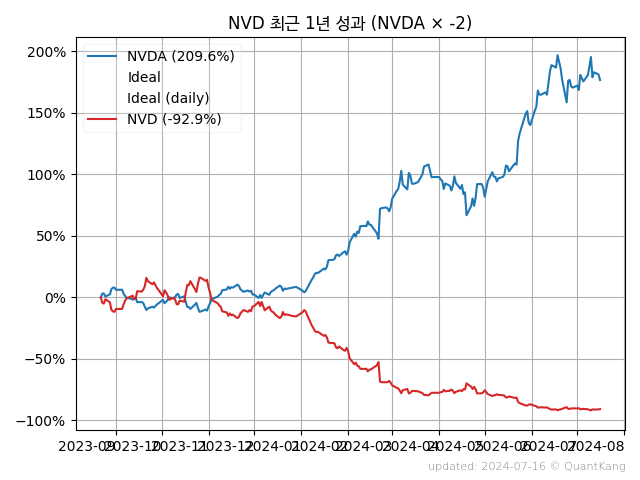 NVD 최근 1년 성과 (NVDA × -2)
NVDA (209.6%)
Ideal
Ideal (daily)
NVD (-92.9%)
200%
150%
100%
50%
0%
−50%
−100%
2023-09 2023-10 2023-11 2023-12 2024-01 2024-02 2024-03 2024-04 2024-05 2024-06 2024-07 2024-08
updated: 2024-07-16 © QuantKang